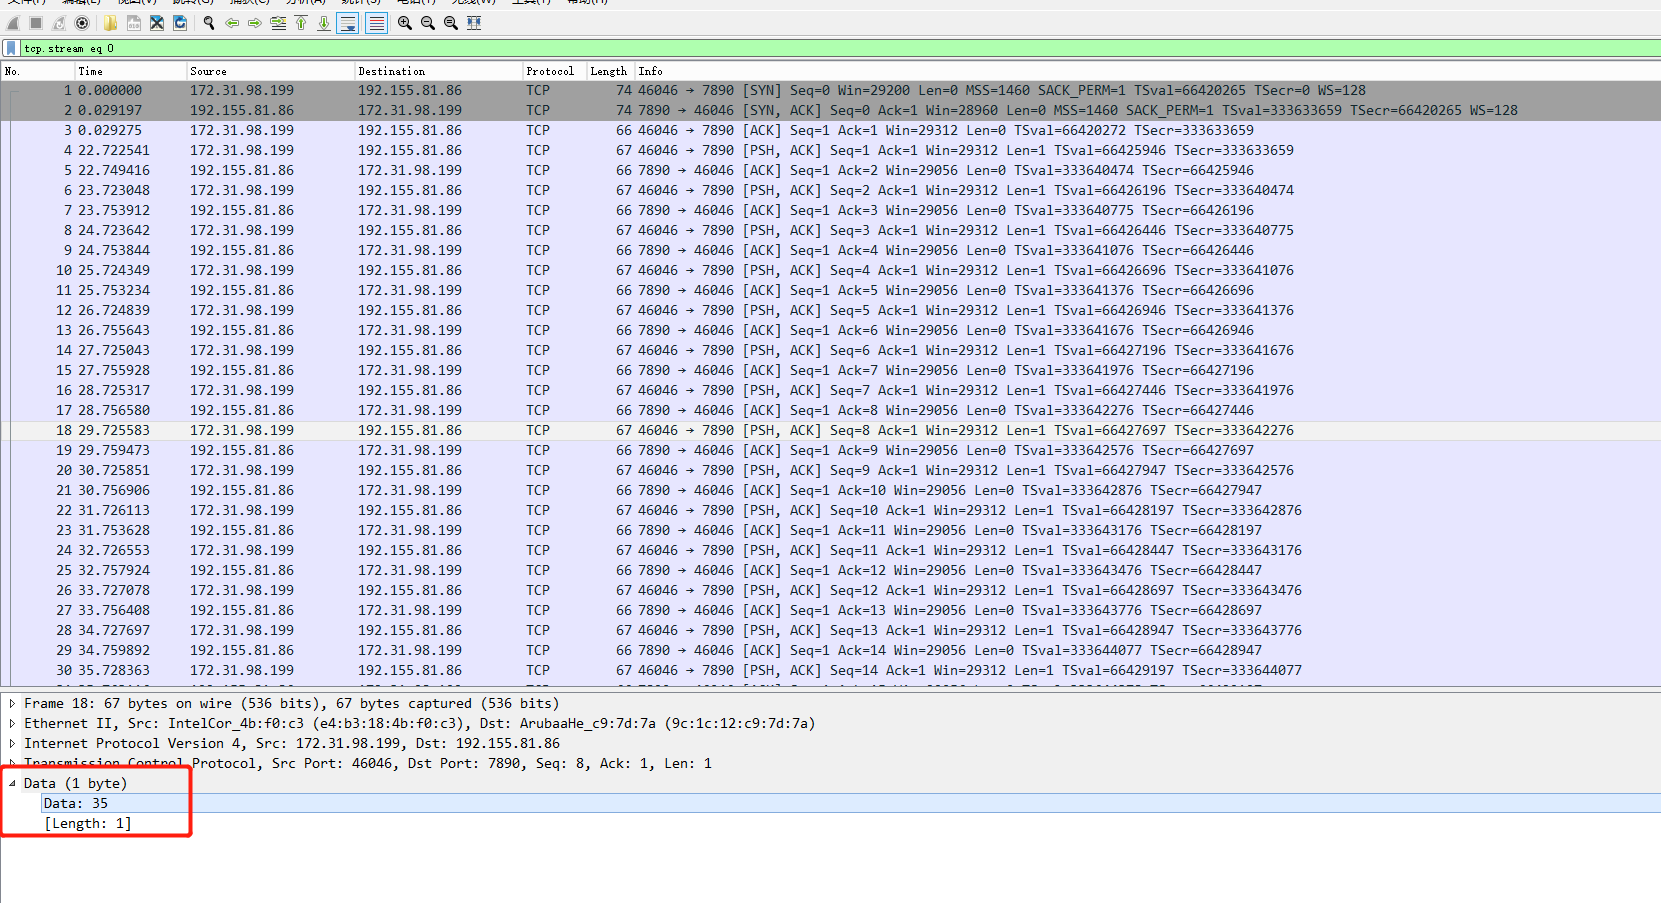 文件(F) 编辑(E) 视图(V) 跳转(G) 捕获(C) 分析(A) 统计(S) 电话(Y) 无线(W) 工具(T) 帮助(H)
tcp.stream eq 0
No. Time Source Destination Protocol Length Info
1 0.000000 172.31.98.199 192.155.81.86 TCP 74 46046 → 7890 [SYN] Seq=0 Win=29200 Len=0 MSS=1460 SACK_PERM=1 TSval=66420265 TSecr=0 WS=128
2 0.029197 192.155.81.86 172.31.98.199 TCP 74 7890 → 46046 [SYN, ACK] Seq=0 Ack=1 Win=28960 Len=0 MSS=1460 SACK_PERM=1 TSval=333633659 TSecr=66420265 WS=128
3 0.029275 172.31.98.199 192.155.81.86 TCP 66 46046 → 7890 [ACK] Seq=1 Ack=1 Win=29312 Len=0 TSval=66420272 TSecr=333633659
4 22.722541 172.31.98.199 192.155.81.86 TCP 67 46046 → 7890 [PSH, ACK] Seq=1 Ack=1 Win=29312 Len=1 TSval=66425946 TSecr=333633659
5 22.749416 192.155.81.86 172.31.98.199 TCP 66 7890 → 46046 [ACK] Seq=1 Ack=2 Win=29056 Len=0 TSval=333640474 TSecr=66425946
6 23.723048 172.31.98.199 192.155.81.86 TCP 67 46046 → 7890 [PSH, ACK] Seq=2 Ack=1 Win=29312 Len=1 TSval=66426196 TSecr=333640474
7 23.753912 192.155.81.86 172.31.98.199 TCP 66 7890 → 46046 [ACK] Seq=1 Ack=3 Win=29056 Len=0 TSval=333640775 TSecr=66426196
8 24.723642 172.31.98.199 192.155.81.86 TCP 67 46046 → 7890 [PSH, ACK] Seq=3 Ack=1 Win=29312 Len=1 TSval=66426446 TSecr=333640775
9 24.753844 192.155.81.86 172.31.98.199 TCP 66 7890 → 46046 [ACK] Seq=1 Ack=4 Win=29056 Len=0 TSval=333641076 TSecr=66426446
10 25.724349 172.31.98.199 192.155.81.86 TCP 67 46046 → 7890 [PSH, ACK] Seq=4 Ack=1 Win=29312 Len=1 TSval=66426696 TSecr=333641076
11 25.753234 192.155.81.86 172.31.98.199 TCP 66 7890 → 46046 [ACK] Seq=1 Ack=5 Win=29056 Len=0 TSval=333641376 TSecr=66426696
12 26.724839 172.31.98.199 192.155.81.86 TCP 67 46046 → 7890 [PSH, ACK] Seq=5 Ack=1 Win=29312 Len=1 TSval=66426946 TSecr=333641376
13 26.755643 192.155.81.86 172.31.98.199 TCP 66 7890 → 46046 [ACK] Seq=1 Ack=6 Win=29056 Len=0 TSval=333641676 TSecr=66426946
14 27.725043 172.31.98.199 192.155.81.86 TCP 67 46046 → 7890 [PSH, ACK] Seq=6 Ack=1 Win=29312 Len=1 TSval=66427196 TSecr=333641676
15 27.755928 192.155.81.86 172.31.98.199 TCP 66 7890 → 46046 [ACK] Seq=1 Ack=7 Win=29056 Len=0 TSval=333641976 TSecr=66427196
16 28.725317 172.31.98.199 192.155.81.86 TCP 67 46046 → 7890 [PSH, ACK] Seq=7 Ack=1 Win=29312 Len=1 TSval=66427446 TSecr=333641976
17 28.756580 192.155.81.86 172.31.98.199 TCP 66 7890 → 46046 [ACK] Seq=1 Ack=8 Win=29056 Len=0 TSval=333642276 TSecr=66427446
18 29.725583 172.31.98.199 192.155.81.86 TCP 67 46046 → 7890 [PSH, ACK] Seq=8 Ack=1 Win=29312 Len=1 TSval=66427697 TSecr=333642276
19 29.759473 192.155.81.86 172.31.98.199 TCP 66 7890 → 46046 [ACK] Seq=1 Ack=9 Win=29056 Len=0 TSval=333642576 TSecr=66427697
20 30.725851 172.31.98.199 192.155.81.86 TCP 67 46046 → 7890 [PSH, ACK] Seq=9 Ack=1 Win=29312 Len=1 TSval=66427947 TSecr=333642576
21 30.756906 192.155.81.86 172.31.98.199 TCP 66 7890 → 46046 [ACK] Seq=1 Ack=10 Win=29056 Len=0 TSval=333642876 TSecr=66427947
22 31.726113 172.31.98.199 192.155.81.86 TCP 67 46046 → 7890 [PSH, ACK] Seq=10 Ack=1 Win=29312 Len=1 TSval=66428197 TSecr=333642876
23 31.753628 192.155.81.86 172.31.98.199 TCP 66 7890 → 46046 [ACK] Seq=1 Ack=11 Win=29056 Len=0 TSval=333643176 TSecr=66428197
24 32.726553 172.31.98.199 192.155.81.86 TCP 67 46046 → 7890 [PSH, ACK] Seq=11 Ack=1 Win=29312 Len=1 TSval=66428447 TSecr=333643176
25 32.757924 192.155.81.86 172.31.98.199 TCP 66 7890 → 46046 [ACK] Seq=1 Ack=12 Win=29056 Len=0 TSval=333643476 TSecr=66428447
26 33.727078 172.31.98.199 192.155.81.86 TCP 67 46046 → 7890 [PSH, ACK] Seq=12 Ack=1 Win=29312 Len=1 TSval=66428697 TSecr=333643476
27 33.756408 192.155.81.86 172.31.98.199 TCP 66 7890 → 46046 [ACK] Seq=1 Ack=13 Win=29056 Len=0 TSval=333643776 TSecr=66428697
28 34.727697 172.31.98.199 192.155.81.86 TCP 67 46046 → 7890 [PSH, ACK] Seq=13 Ack=1 Win=29312 Len=1 TSval=66428947 TSecr=333643776
29 34.759892 192.155.81.86 172.31.98.199 TCP 66 7890 → 46046 [ACK] Seq=1 Ack=14 Win=29056 Len=0 TSval=333644077 TSecr=66428947
30 35.728363 172.31.98.199 192.155.81.86 TCP 67 46046 → 7890 [PSH, ACK] Seq=14 Ack=1 Win=29312 Len=1 TSval=66429197 TSecr=333644077
Frame 18: 67 bytes on wire (536 bits), 67 bytes captured (536 bits)
Ethernet II, Src: IntelCor_4b:f0:c3 (e4:b3:18:4b:f0:c3), Dst: ArubaaHe_c9:7d:7a (9c:1c:12:c9:7d:7a)
Internet Protocol Version 4, Src: 172.31.98.199, Dst: 192.155.81.86
Transmission Control Protocol, Src Port: 46046, Dst Port: 7890, Seq: 8, Ack: 1, Len: 1
Data (1 byte)
Data: 35
[Length: 1]